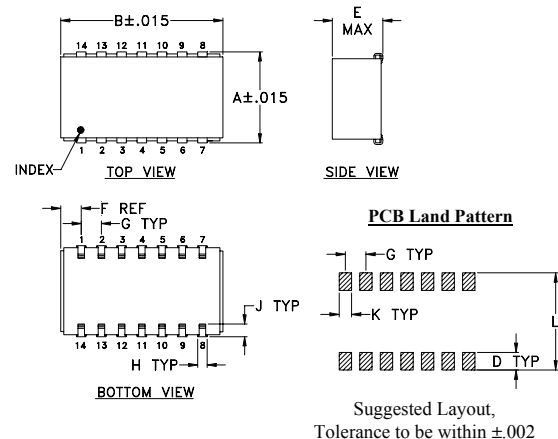 B±.015
14 13 12 11 10 9 8
A±.015
INDEX
1 2 3 4 5 6 7
TOP VIEW
E
MAX
SIDE VIEW
F REF
G TYP
1 2 3 4 5 6 7
J TYP
14 13 12 11 10 9 8
H TYP
BOTTOM VIEW
PCB Land Pattern
G TYP
K TYP
L
D TYP
Suggested Layout,
Tolerance to be within ±.002